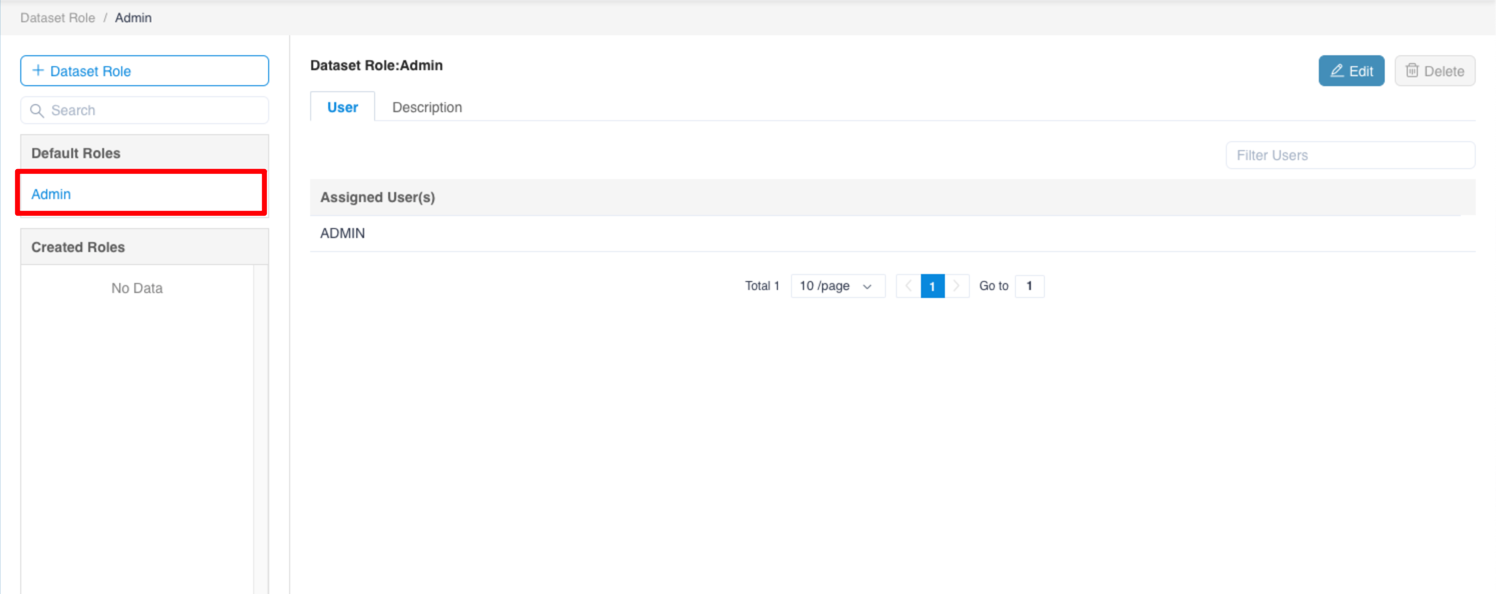 Dataset Role / Admin
+ Dataset Role
Search
Default Roles
Admin
Created Roles
No Data
Dataset Role:Admin
Edit
Delete
User
Description
Filter Users
Assigned User(s)
ADMIN
Total 1
10 /page
1
Go to
1